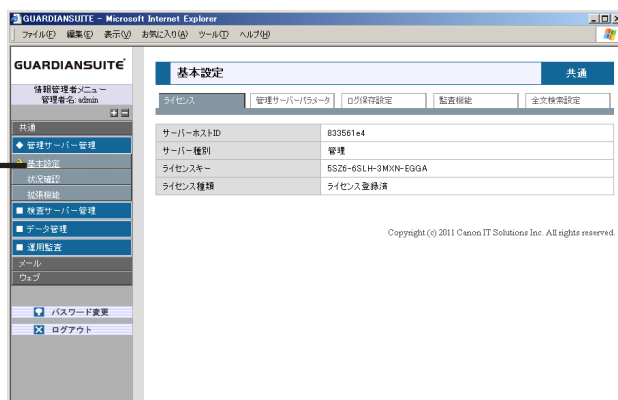 GUARDIANSUITE - Microsoft Internet Explorer
ファイル(F) 編集(E) 表示(V) お気に入り(A) ツール(T) ヘルプ(H)
GUARDIANSUITE
情報管理者メニュー
管理者名: admin
共通
管理サーバー管理
基本設定
状況確認
拡張機能
検査サーバー管理
データ管理
運用監査
メール
ウェブ
パスワード変更
ログアウト
基本設定 共通
ライセンス 管理サーバーパラメータ ログ保存設定 監査機能 全文検索設定
サーバーホストID 833561e4
サーバー種別 管理
ライセンスキー 5SZ6-6SLH-3MXN-EGGA
ライセンス種類 ライセンス登録済
Copyright (c) 2011 Canon IT Solutions Inc. All rights reserved.